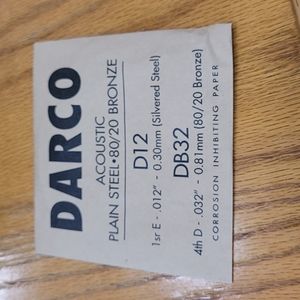 DARCO
ACOUSTIC
PLAIN STEEL•80/20 BRONZE
D12
1sr E - .012" - 0.30mm (Silvered Steel)
DB32
4th D - .032" - 0.81mm (80/20 Bronze)
CORROSION INHIBITING PAPER